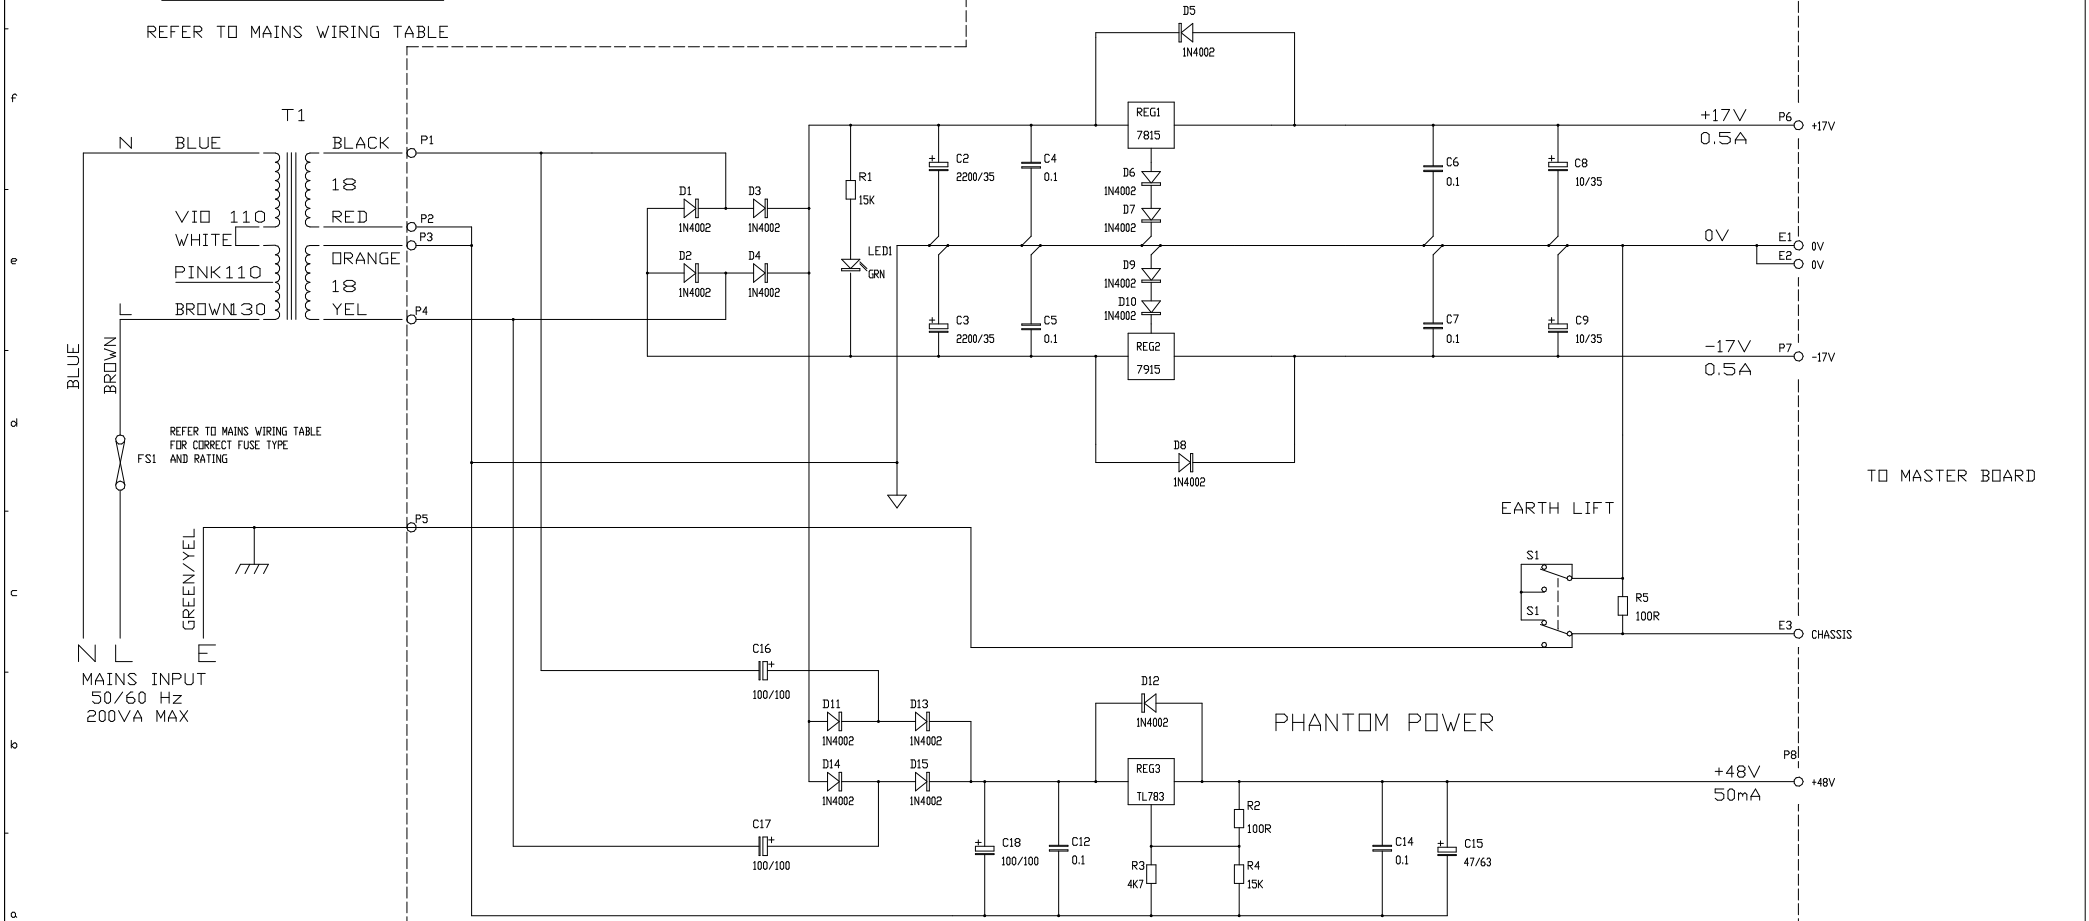 REFER TO MAINS WIRING TABLE
D5
1N4002
f
T1
REG1
7815
+17V
0.5A
P6
+17V
N
BLUE
BLACK
P1
18
VIO 110
RED
P2
WHITE
P3
ORANGE
PINK 110
18
L
BROWN 130
YEL
P4
D1
1N4002
D3
1N4002
D2
1N4002
D4
1N4002
R1
15K
LED1
GRN
C2
2200/35
C4
0.1
D6
1N4002
D7
1N4002
C6
0.1
C8
10/35
e
0V
E1
0V
E2
0V
D9
1N4002
D10
1N4002
C3
2200/35
C5
0.1
C7
0.1
C9
10/35
REG2
7915
-17V
0.5A
P7
-17V
BLUE
BROWN
d
REFER TO MAINS WIRING TABLE
FOR CORRECT FUSE TYPE
FS1 AND RATING
D8
1N4002
TO MASTER BOARD
EARTH LIFT
P5
GREEN/YEL
S1
c
S1
R5
100R
E3
CHASSIS
N L E
MAINS INPUT
50/60 Hz
200VA MAX
C16
100/100
D11
1N4002
D13
1N4002
D12
1N4002
PHANTOM POWER
b
D14
1N4002
D15
1N4002
REG3
TL783
+48V
50mA
P8
+48V
R2
100R
C17
100/100
C18
100/100
C12
0.1
R3
4K7
R4
15K
C14
0.1
C15
47/63
a